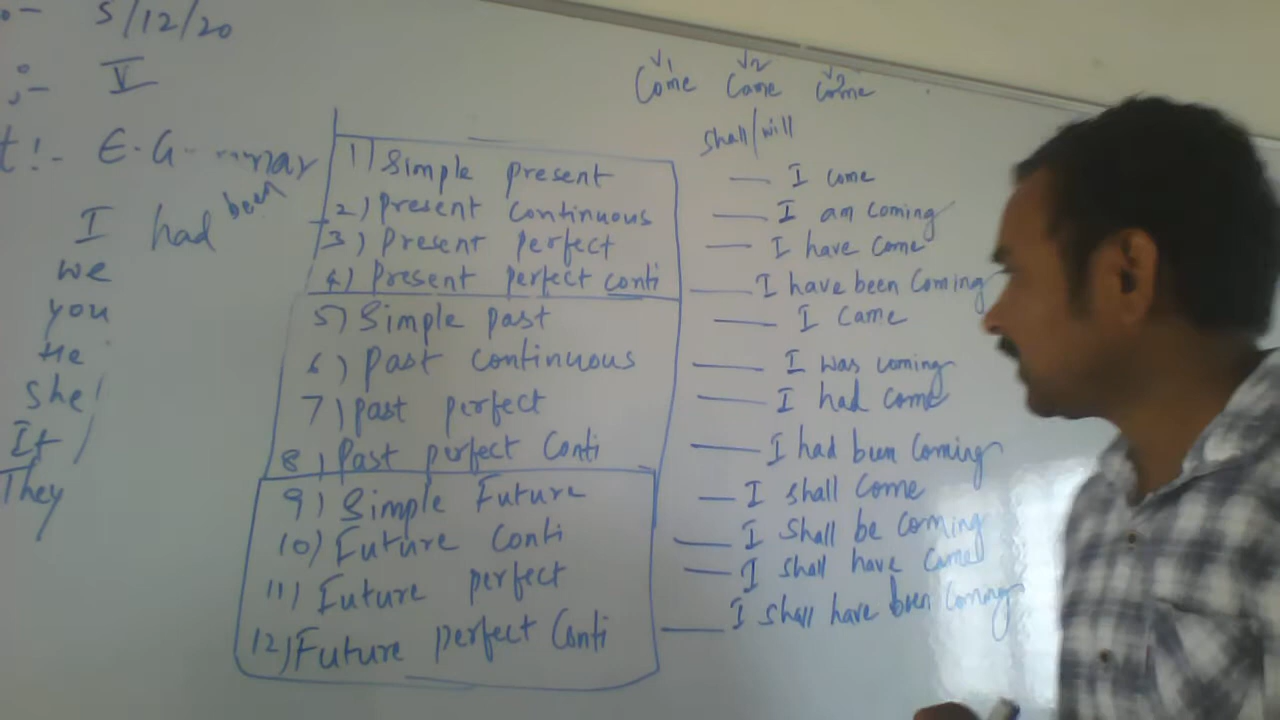 :- 5/12/20
:- V
t:- E.G
V1 V2 V3
Come Came Come
shall/will
I had been
we
you
He
She
It
They
1) Simple present — I come
2) Present continuous — I am coming
3) Present perfect — I have come
4) Present perfect conti — I have been coming
5) Simple past — I came
6) Past continuous — I was coming
7) past perfect — I had come
8) Past perfect Conti — I had been coming
9) Simple Future — I shall come
10) Future Conti — I shall be coming
11) Future perfect — I shall have come
12) Future perfect Conti — I shall have been coming